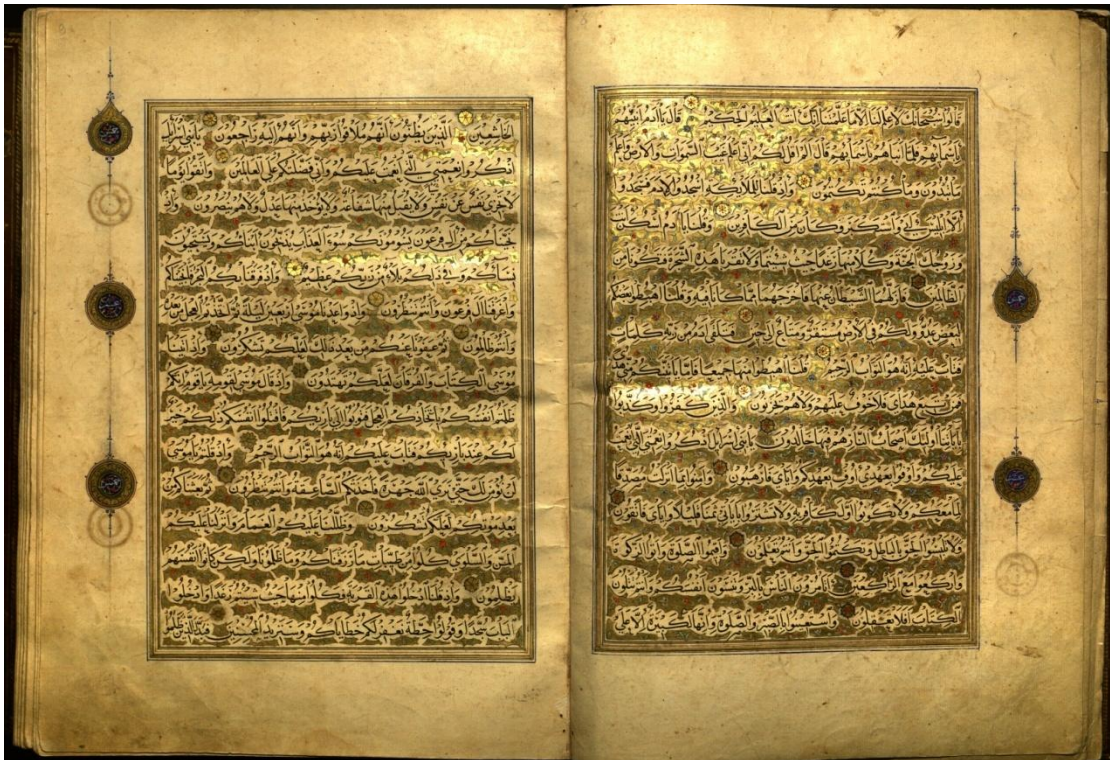 قالوا سبحانك لا علم لنا الا ما علمتنا انك انت العليم الحكيم قال يا ادم انبئهم
باسمائهم فلما انباهم باسمائهم قال الم اقل لكم اني اعلم غيب السموات والارض واعلم
ما تبدون وما كنتم تكتمون واذ قلنا للملائكة اسجدوا لادم فسجدوا
الا ابليس ابى واستكبر وكان من الكافرين وقلنا يا ادم اسكن انت
وزوجك الجنة وكلا منها رغدا حيث شئتما ولا تقربا هذه الشجرة فتكونا من
الظالمين فازلهما الشيطان عنها فاخرجهما مما كانا فيه وقلنا اهبطوا بعضكم
لبعض عدو ولكم في الارض مستقر ومتاع الى حين فتلقى ادم من ربه كلمات
فتاب عليه انه هو التواب الرحيم قلنا اهبطوا منها جميعا فاما ياتينكم مني هدى
فمن تبع هداي فلا خوف عليهم ولا هم يحزنون والذين كفروا وكذبوا
باياتنا اولئك اصحاب النار هم فيها خالدون يا بني اسرائل اذكروا نعمتي التي انعمت
عليكم واوفوا بعهدي اوف بعهدكم واياي فارهبون وامنوا بما انزلت مصدقا
لما معكم ولا تكونوا اول كافر به ولا تشتروا باياتي ثمنا قليلا واياي فاتقون
ولا تلبسوا الحق بالباطل وتكتموا الحق وانتم تعلمون واقيموا الصلوة واتوا الزكوة
واركعوا مع الراكعين اتامرون الناس بالبر وتنسون انفسكم وانتم تتلون
الكتاب افلا تعقلون واستعينوا بالصبر والصلوة وانها لكبيرة الا على
الخاشعين الذين يظنون انهم ملاقوا ربهم وانهم اليه راجعون يا بني اسرائل
اذكروا نعمتي التي انعمت عليكم واني فضلتكم على العالمين واتقوا يوما
لا تجزي نفس عن نفس شيئا ولا يقبل منها شفاعة ولا يؤخذ منها عدل ولا هم ينصرون واذ
نجيناكم من ال فرعون يسومونكم سوء العذاب يذبحون ابناءكم ويستحيون
نساءكم وفي ذلكم بلاء من ربكم عظيم واذ فرقنا بكم البحر فانجيناكم
واغرقنا ال فرعون وانتم تنظرون واذ واعدنا موسى اربعين ليلة ثم اتخذتم العجل من بعده
وانتم ظالمون ثم عفونا عنكم من بعد ذلك لعلكم تشكرون واذ اتينا
موسى الكتاب والفرقان لعلكم تهتدون واذ قال موسى لقومه يا قوم انكم
ظلمتم انفسكم باتخاذكم العجل فتوبوا الى بارئكم فاقتلوا انفسكم ذلكم خير
لكم عند بارئكم فتاب عليكم انه هو التواب الرحيم واذ قلتم يا موسى
لن نؤمن لك حتى نرى الله جهرة فاخذتكم الصاعقة وانتم تنظرون ثم بعثناكم من
بعد موتكم لعلكم تشكرون وظللنا عليكم الغمام وانزلنا عليكم
المن والسلوى كلوا من طيبات ما رزقناكم وما ظلمونا ولكن كانوا انفسهم
يظلمون واذ قلنا ادخلوا هذه القرية فكلوا منها حيث شئتم رغدا وادخلوا
الباب سجدا وقولوا حطة نغفر لكم خطاياكم وسنزيد المحسنين فبدل الذين ظلموا